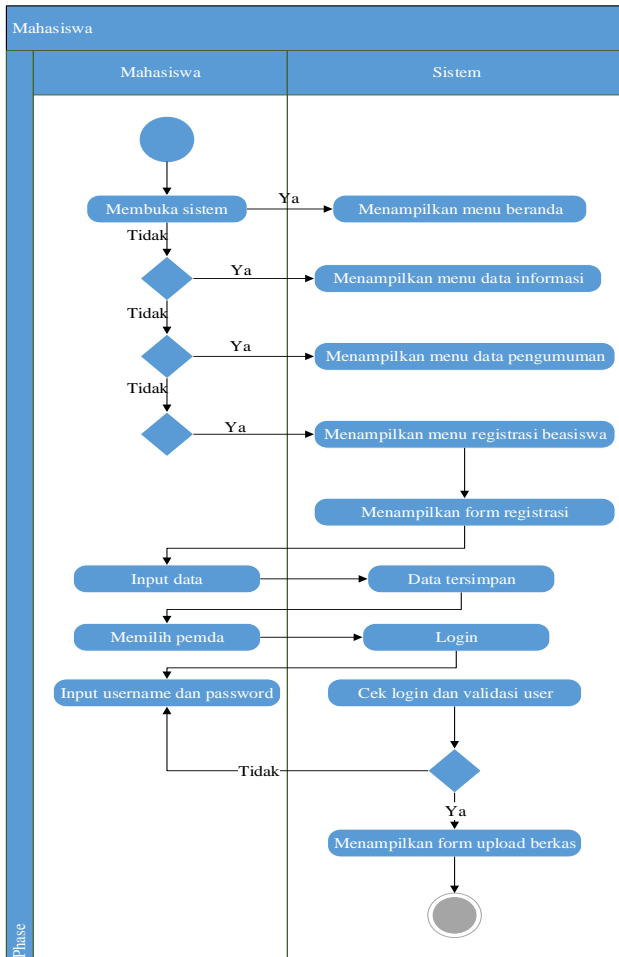 Mahasiswa
Mahasiswa
Sistem
Membuka sistem
Ya
Menampilkan menu beranda
Tidak
Ya
Menampilkan menu data informasi
Tidak
Ya
Menampilkan menu data pengumuman
Tidak
Ya
Menampilkan menu registrasi beasiswa
Menampilkan form registrasi
Input data
Data tersimpan
Memilih pemda
Login
Input username dan password
Cek login dan validasi user
Tidak
Ya
Menampilkan form upload berkas
Phase